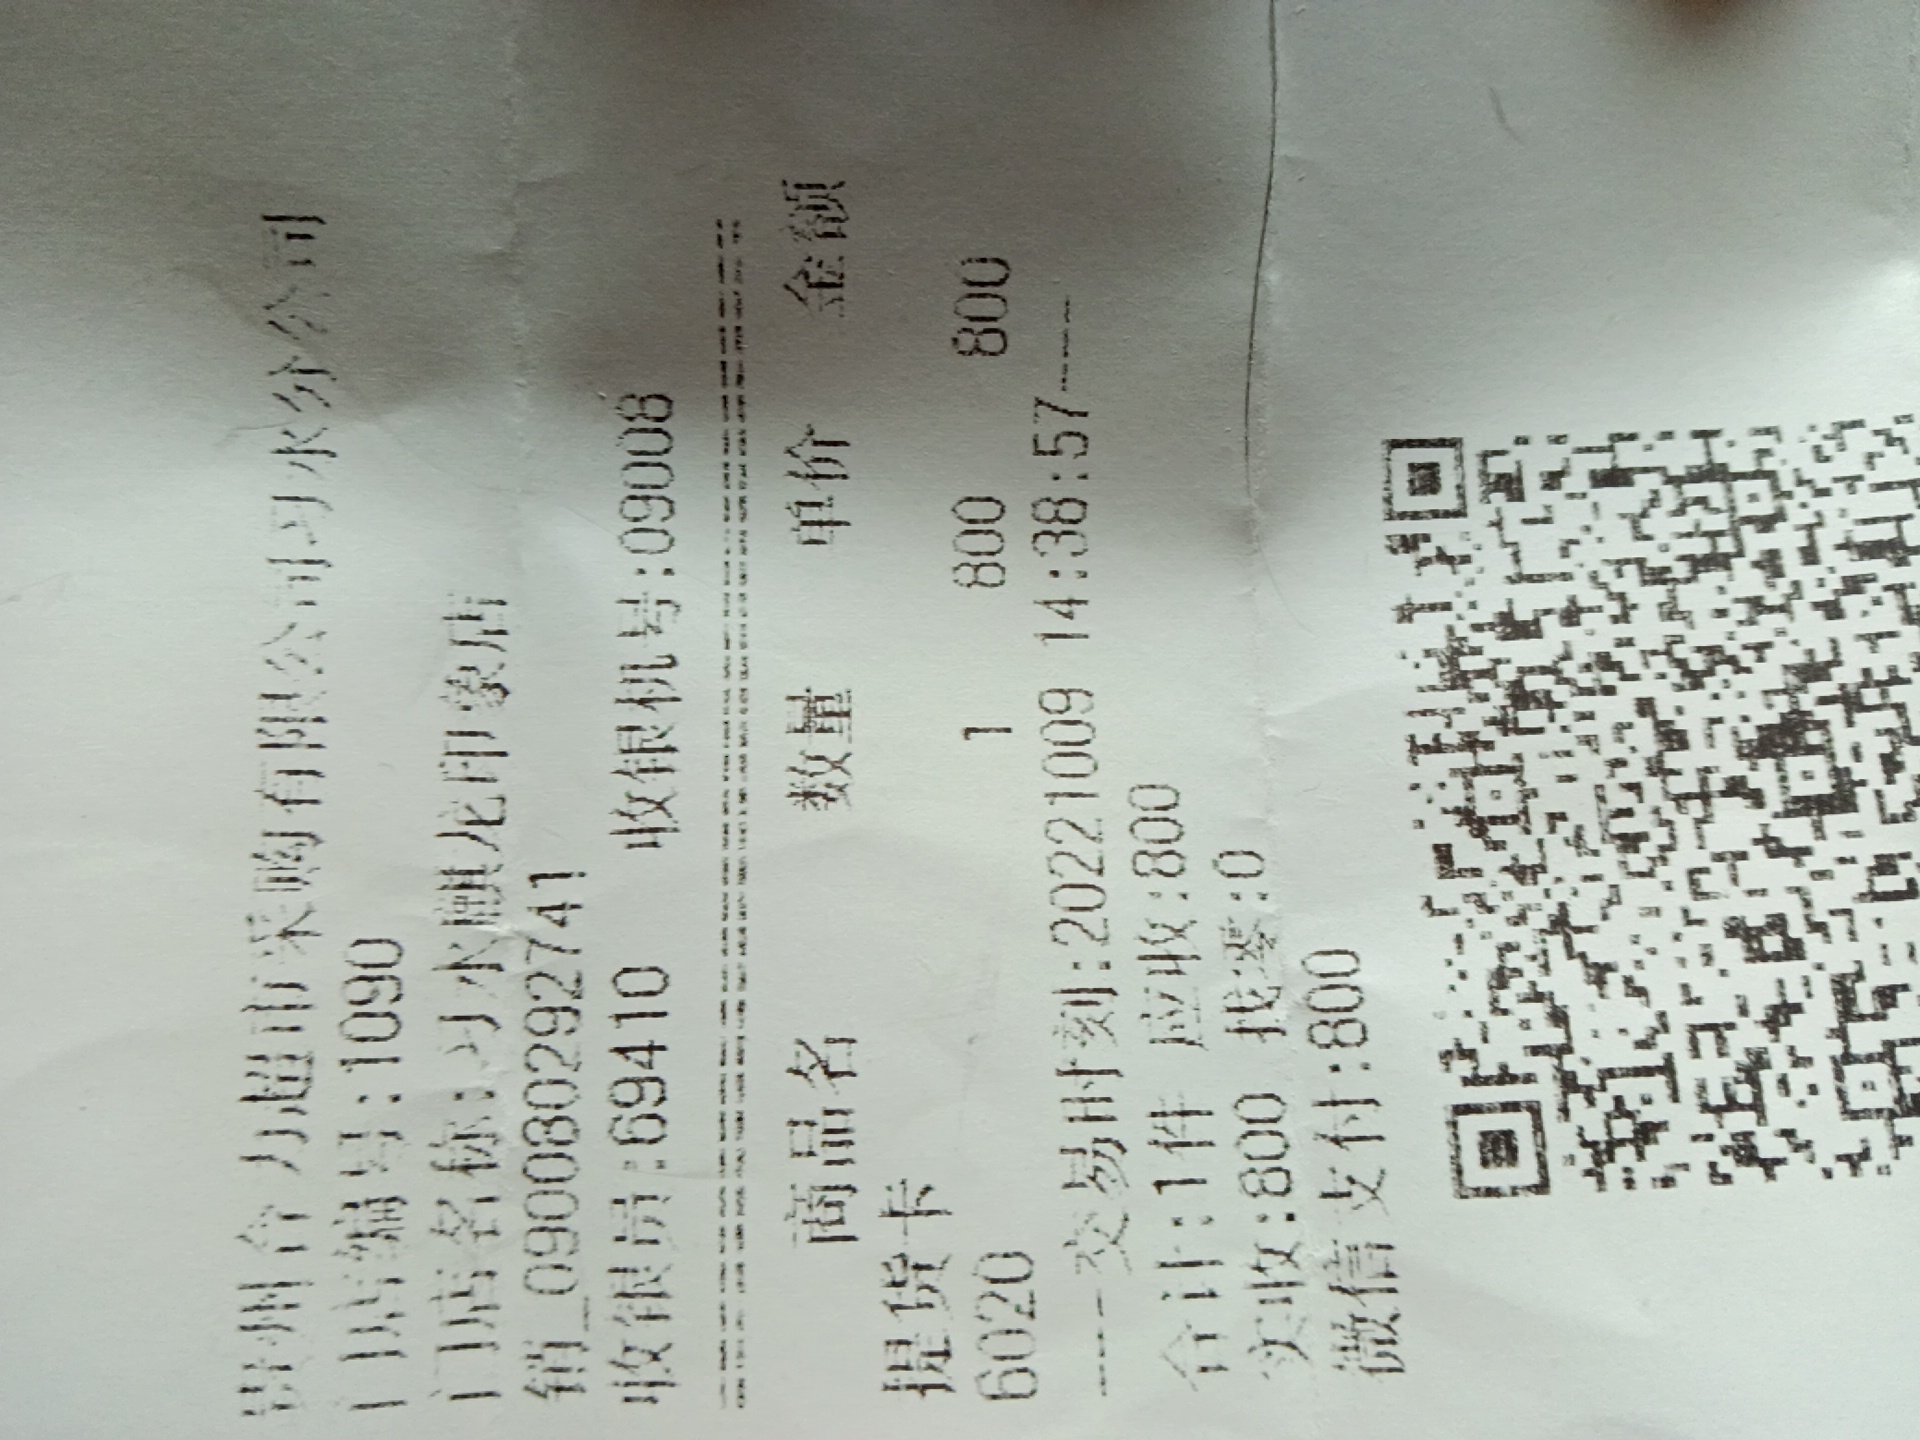 贵州合力超市采购有限公司习水分公司
门店编号:1090
门店名称:习水麒龙印象店
销_090080292741
收银员:69410 收银机号:09008
商品名 数量 单价 金额
提货卡
6020 1 800 800
----交易时刻:20221009 14:38:57----
合计:1件 应收:800
实收:800 找零:0
微信支付:800